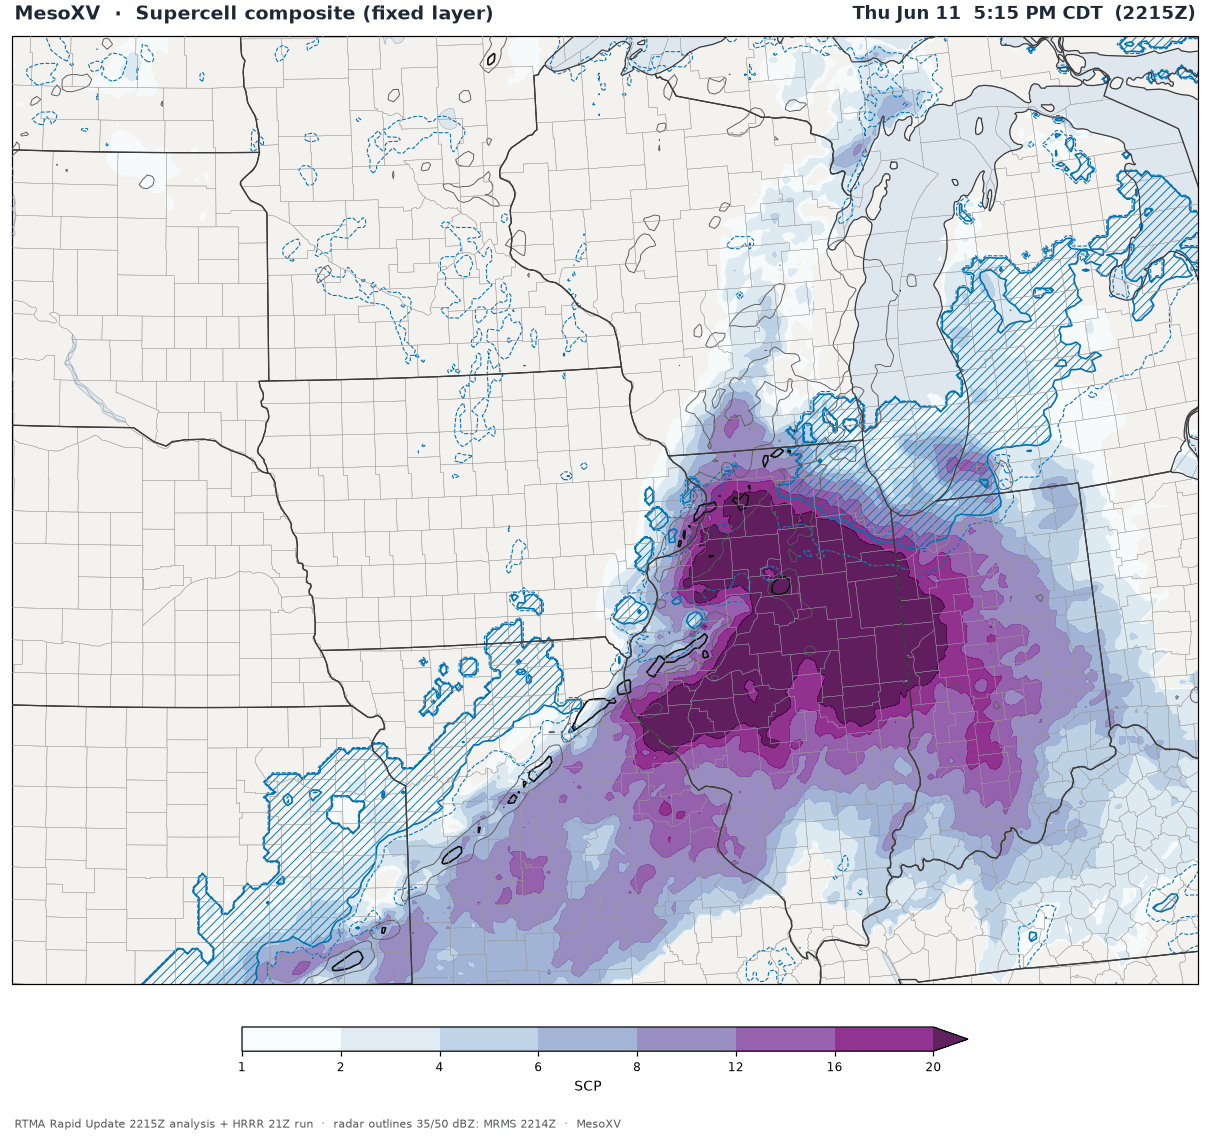 MesoXV · Supercell composite (fixed layer)
Thu Jun 11 5:15 PM CDT (2215Z)
1 2 4 6 8 12 16 20
SCP
RTMA Rapid Update 2215Z analysis + HRRR 21Z run · radar outlines 35/50 dBZ: MRMS 2214Z · MesoXV